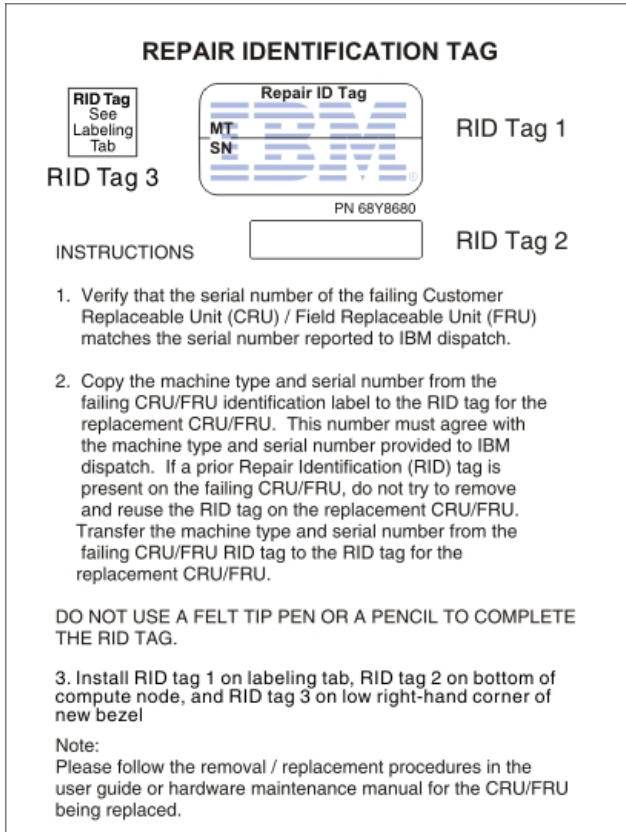 REPAIR IDENTIFICATION TAG
RID Tag
See
Labeling
Tab
RID Tag 3
Repair ID Tag
MT
SN
IBM®
RID Tag 1
PN 68Y8680
RID Tag 2
INSTRUCTIONS
1. Verify that the serial number of the failing Customer
Replaceable Unit (CRU) / Field Replaceable Unit (FRU)
matches the serial number reported to IBM dispatch.
2. Copy the machine type and serial number from the
failing CRU/FRU identification label to the RID tag for the
replacement CRU/FRU. This number must agree with
the machine type and serial number provided to IBM
dispatch. If a prior Repair Identification (RID) tag is
present on the failing CRU/FRU, do not try to remove
and reuse the RID tag on the replacement CRU/FRU.
Transfer the machine type and serial number from the
failing CRU/FRU RID tag to the RID tag for the
replacement CRU/FRU.
DO NOT USE A FELT TIP PEN OR A PENCIL TO COMPLETE
THE RID TAG.
3. Install RID tag 1 on labeling tab, RID tag 2 on bottom of
compute node, and RID tag 3 on low right-hand corner of
new bezel
Note:
Please follow the removal / replacement procedures in the
user guide or hardware maintenance manual for the CRU/FRU
being replaced.